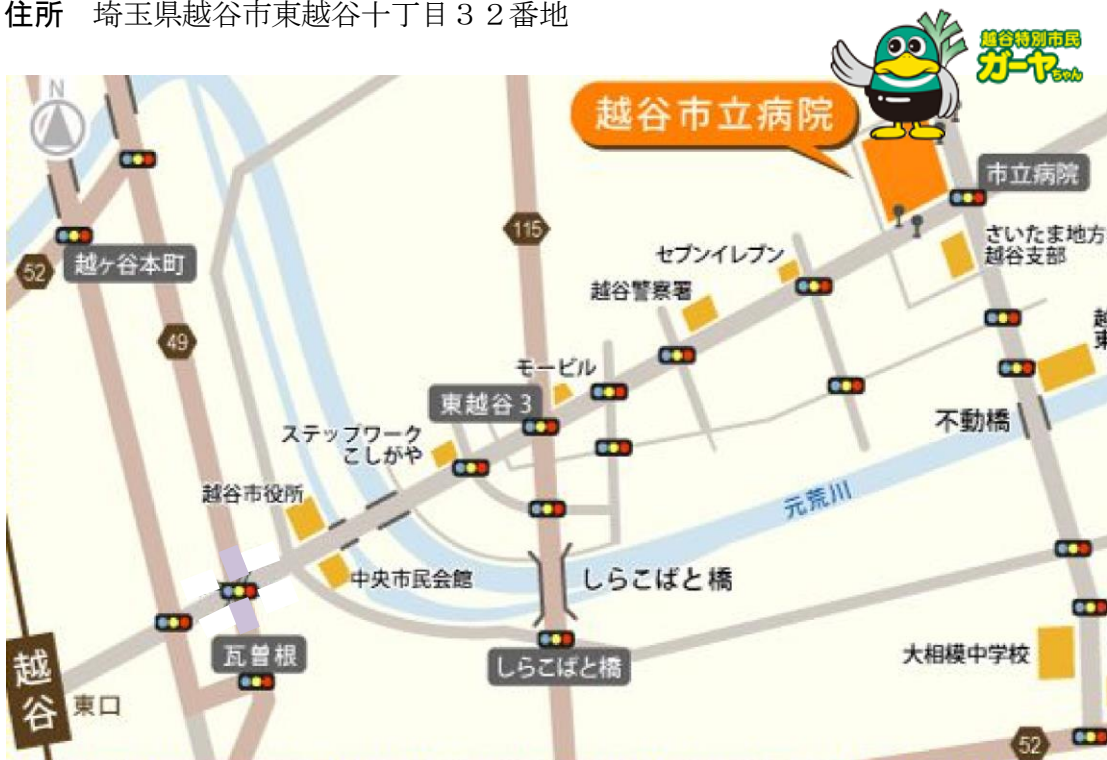 住所　埼玉県越谷市東越谷十丁目３２番地
越谷特別市民
ガーヤちゃん
N
越谷市立病院
市立病院
115
さいたま地方
越谷支部
セブンイレブン
越ヶ谷本町
52
越谷警察署
越
東
49
モービル
東越谷3
不動橋
ステップワーク
こしがや
越谷市役所
元荒川
中央市民会館
しらこばと橋
瓦曽根
しらこばと橋
大相模中学校
越谷
東口
52